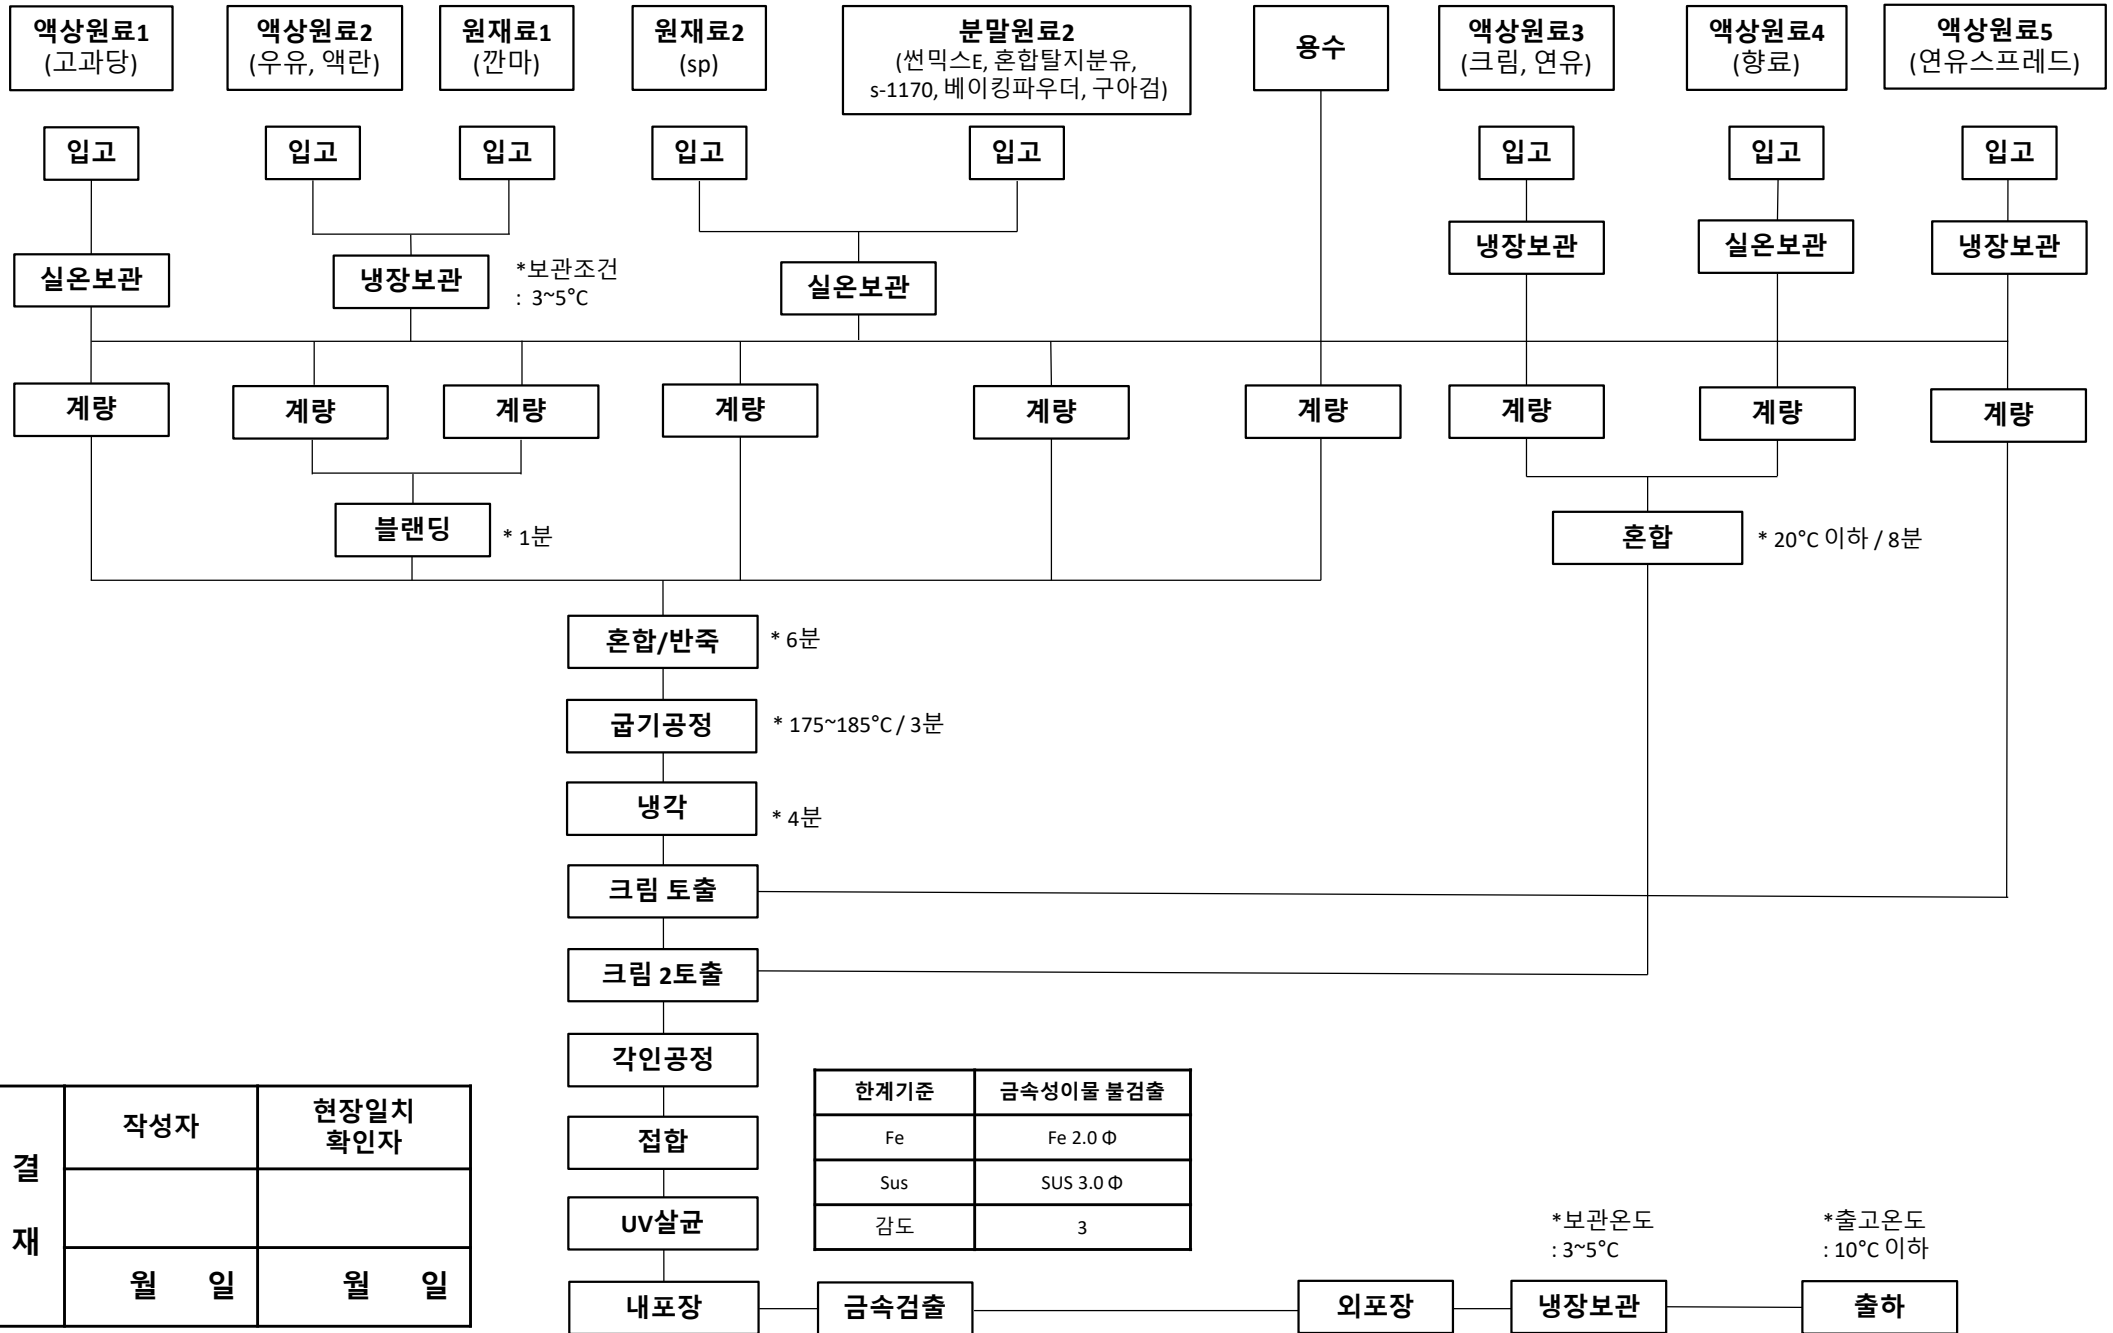 액상원료1
(고과당)
액상원료2
(우유, 액란)
원재료1
(깐마)
원재료2
(sp)
분말원료2
(썬믹스E, 혼합탈지분유,
s-1170, 베이킹파우더, 구아검)
용수
액상원료3
(크림, 연유)
액상원료4
(향료)
액상원료5
(연유스프레드)
입고
입고
입고
입고
입고
입고
입고
입고
실온보관
냉장보관
*보관조건
: 3~5°C
실온보관
냉장보관
실온보관
냉장보관
계량
계량
계량
계량
계량
계량
계량
계량
계량
블랜딩
* 1분
혼합
* 20°C 이하 / 8분
혼합/반죽
* 6분
굽기공정
* 175~185°C / 3분
냉각
* 4분
크림 토출
크림 2토출
각인공정
접합
UV살균
내포장
금속검출
외포장
냉장보관
출하
*보관온도
: 3~5°C
*출고온도
: 10°C 이하
한계기준 금속성이물 불검출
Fe Fe 2.0 Φ
Sus SUS 3.0 Φ
감도 3
결
재
작성자
현장일치
확인자
월 일
월 일